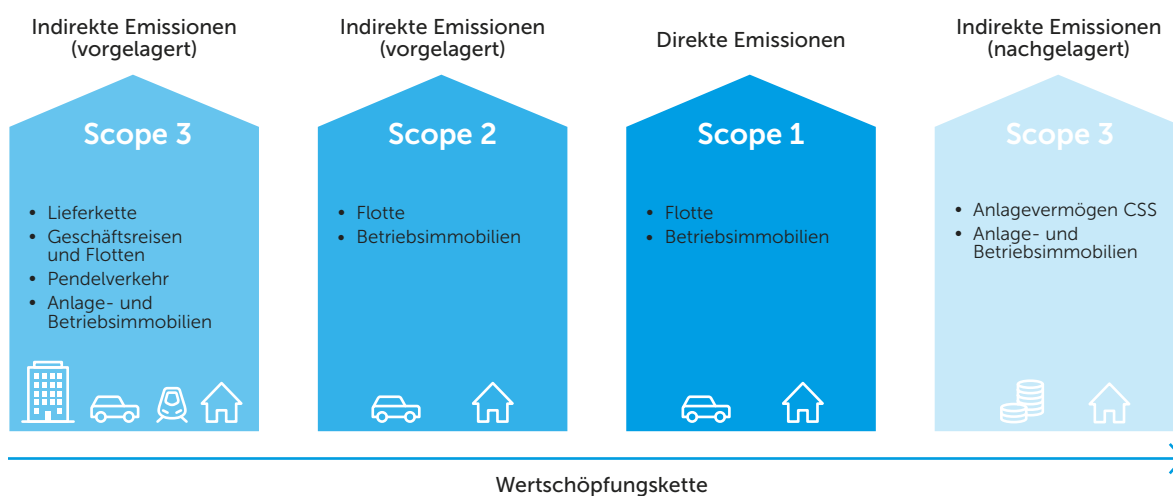 Indirekte Emissionen
(vorgelagert)
Scope 3
• Lieferkette
• Geschäftsreisen
und Flotten
• Pendelverkehr
• Anlage- und
Betriebsimmobilien
Indirekte Emissionen
(vorgelagert)
Scope 2
• Flotte
• Betriebsimmobilien
Direkte Emissionen
Scope 1
• Flotte
• Betriebsimmobilien
Indirekte Emissionen
(nachgelagert)
Scope 3
• Anlagevermögen CSS
• Anlage- und
Betriebsimmobilien
Wertschöpfungskette